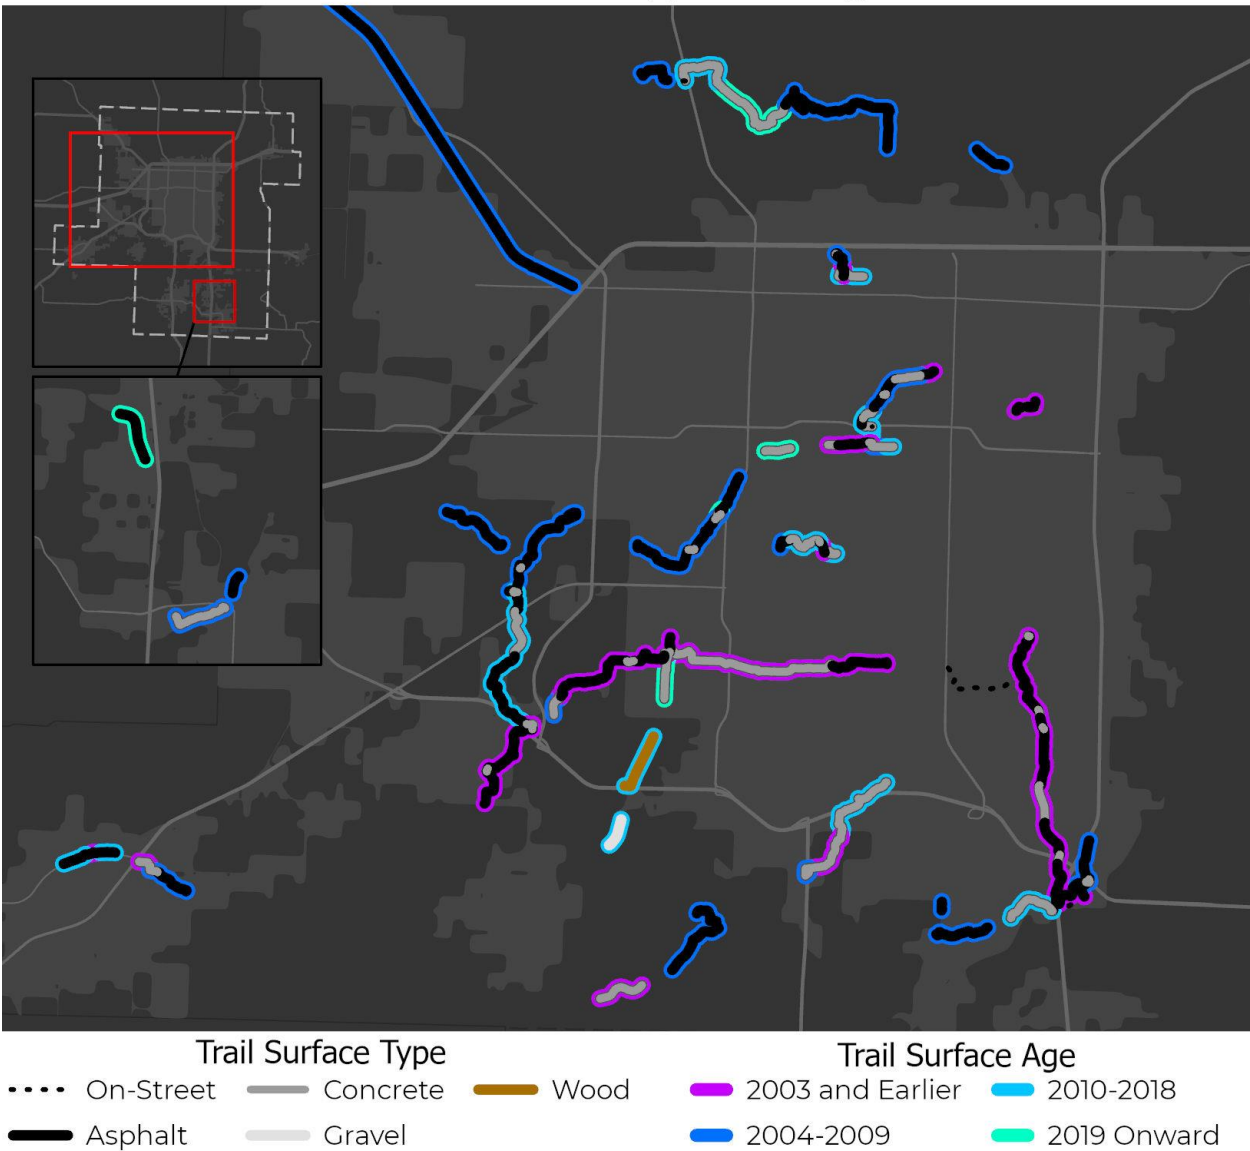 Trail Surface Type
On-Street
Concrete
Wood
Asphalt
Gravel
Trail Surface Age
2003 and Earlier
2010-2018
2004-2009
2019 Onward